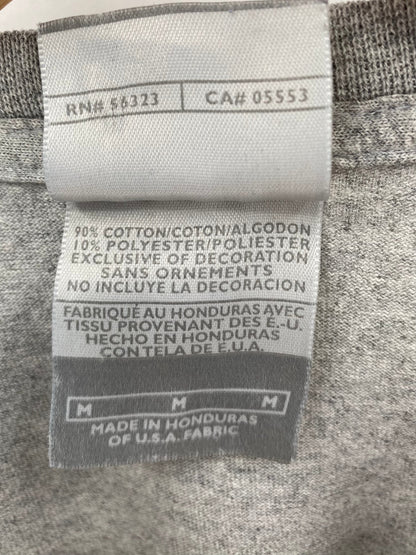 RN# 56323 CA# 05553
90% COTTON/COTON/ALGODON
10% POLYESTER/POLIESTER
EXCLUSIVE OF DECORATION
SANS ORNEMENTS
NO INCLUYE LA DECORACION
FABRIQUÉ AU HONDURAS AVEC
TISSU PROVENANT DES É.-U.
HECHO EN HONDURAS
CON TELA DE E.U.A.
M M M
MADE IN HONDURAS
OF U.S.A. FABRIC